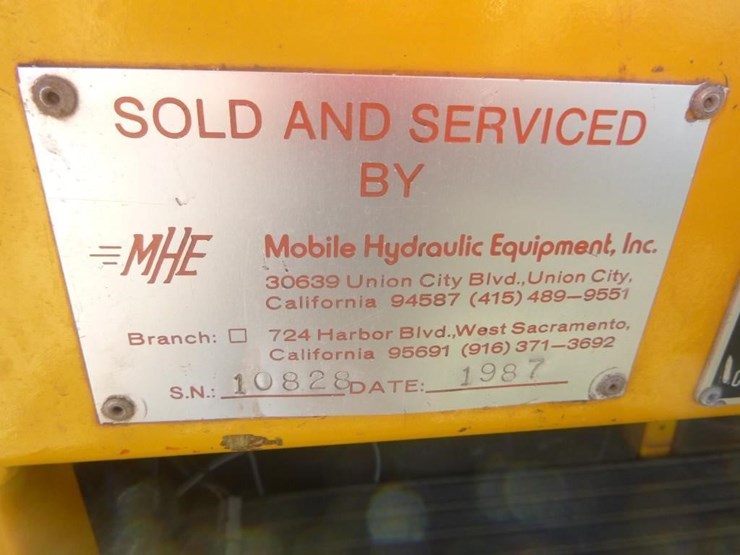 SOLD AND SERVICED
BY
MHE
Mobile Hydraulic Equipment, Inc.
30639 Union City Blvd.,Union City,
California 94587 (415) 489-9551
Branch: □ 724 Harbor Blvd.,West Sacramento,
California 95691 (916) 371-3692
S.N.: 10828 DATE: 1987